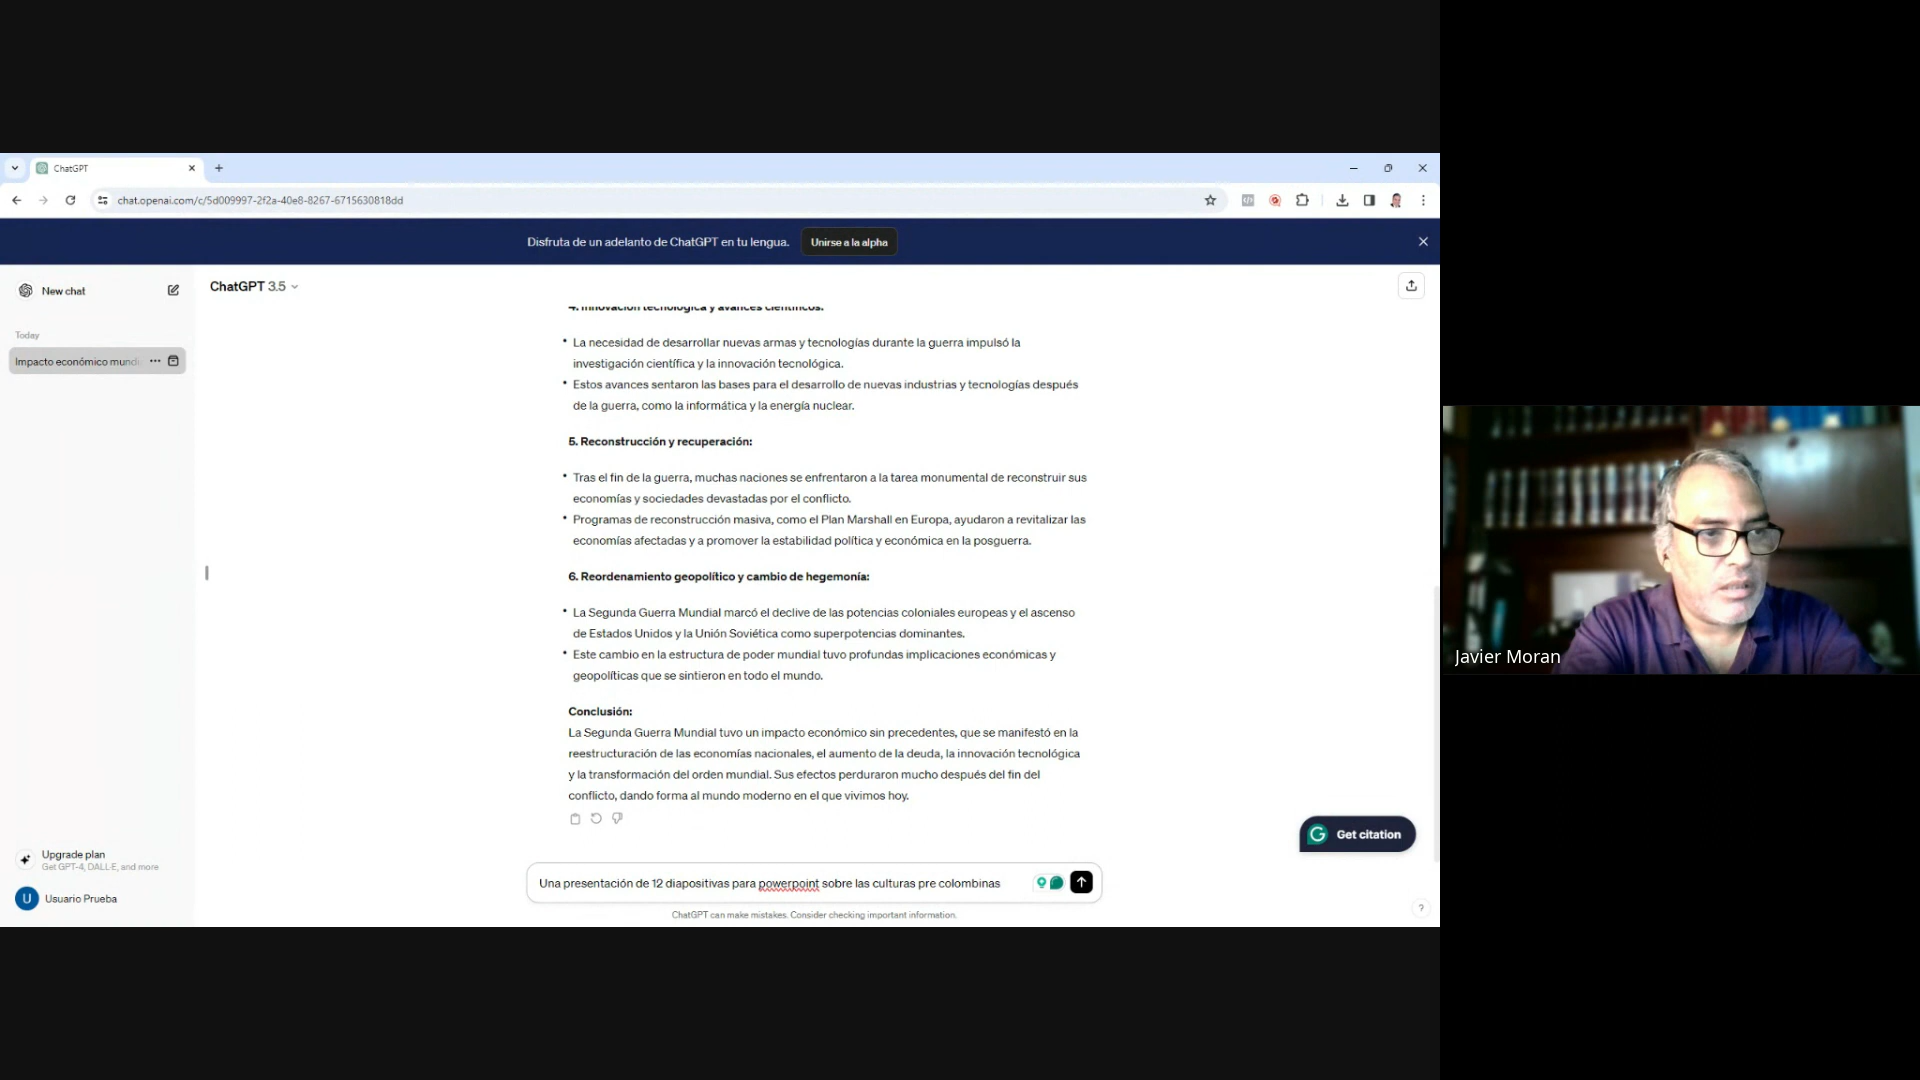 ChatGPT
chat.openai.com/c/5d009997-2f2a-40e8-8267-6715630818dd
Disfruta de un adelanto de ChatGPT en tu lengua. Unirse a la alpha
New chat
ChatGPT 3.5
Today
Impacto económico mund
4. Innovación tecnológica y avances científicos:
• La necesidad de desarrollar nuevas armas y tecnologías durante la guerra impulsó la
investigación científica y la innovación tecnológica.
• Estos avances sentaron las bases para el desarrollo de nuevas industrias y tecnologías después
de la guerra, como la informática y la energía nuclear.
5. Reconstrucción y recuperación:
• Tras el fin de la guerra, muchas naciones se enfrentaron a la tarea monumental de reconstruir sus
economías y sociedades devastadas por el conflicto.
• Programas de reconstrucción masiva, como el Plan Marshall en Europa, ayudaron a revitalizar las
economías afectadas y a promover la estabilidad política y económica en la posguerra.
6. Reordenamiento geopolítico y cambio de hegemonía:
• La Segunda Guerra Mundial marcó el declive de las potencias coloniales europeas y el ascenso
de Estados Unidos y la Unión Soviética como superpotencias dominantes.
• Este cambio en la estructura de poder mundial tuvo profundas implicaciones económicas y
geopolíticas que se sintieron en todo el mundo.
Conclusión:
La Segunda Guerra Mundial tuvo un impacto económico sin precedentes, que se manifestó en la
reestructuración de las economías nacionales, el aumento de la deuda, la innovación tecnológica
y la transformación del orden mundial. Sus efectos perduraron mucho después del fin del
conflicto, dando forma al mundo moderno en el que vivimos hoy.
Get citation
Upgrade plan
Get GPT-4, DALL·E, and more
U Usuario Prueba
Una presentación de 12 diapositivas para powerpoint sobre las culturas pre colombinas
ChatGPT can make mistakes. Consider checking important information.
?
Javier Moran